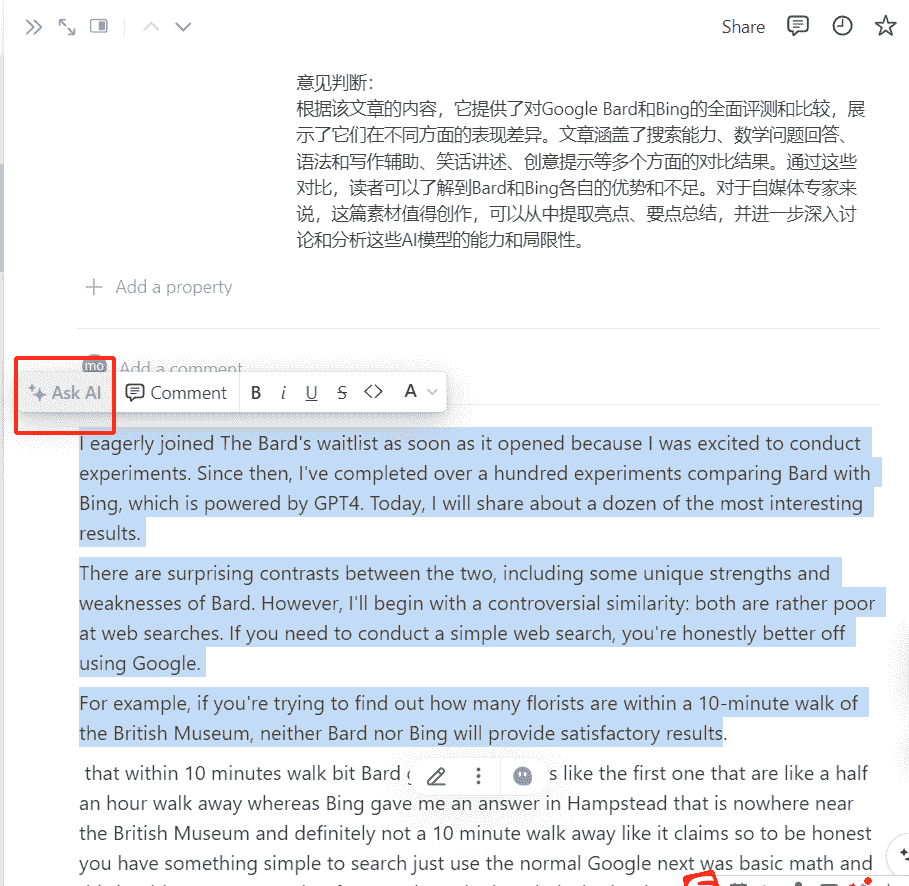 Share
意见判断：
根据该文章的内容，它提供了对Google Bard和Bing的全面评测和比较，展
示了它们在不同方面的表现差异。文章涵盖了搜索能力、数学问题回答、
语法和写作辅助、笑话讲述、创意提示等多个方面的对比结果。通过这些
对比，读者可以了解到Bard和Bing各自的优势和不足。对于自媒体专家来
说，这篇素材值得创作，可以从中提取亮点、要点总结，并进一步深入讨
论和分析这些AI模型的能力和局限性。
Add a property
mo Add a comment
Ask AI Comment B i U S <> A
I eagerly joined The Bard's waitlist as soon as it opened because I was excited to conduct
experiments. Since then, I've completed over a hundred experiments comparing Bard with
Bing, which is powered by GPT4. Today, I will share about a dozen of the most interesting
results.
There are surprising contrasts between the two, including some unique strengths and
weaknesses of Bard. However, I'll begin with a controversial similarity: both are rather poor
at web searches. If you need to conduct a simple web search, you're honestly better off
using Google.
For example, if you're trying to find out how many florists are within a 10-minute walk of
the British Museum, neither Bard nor Bing will provide satisfactory results.
that within 10 minutes walk bit Bard like the first one that are like a half
an hour walk away whereas Bing gave me an answer in Hampstead that is nowhere near
the British Museum and definitely not a 10 minute walk away like it claims so to be honest
you have something simple to search just use the normal Google next was basic math and